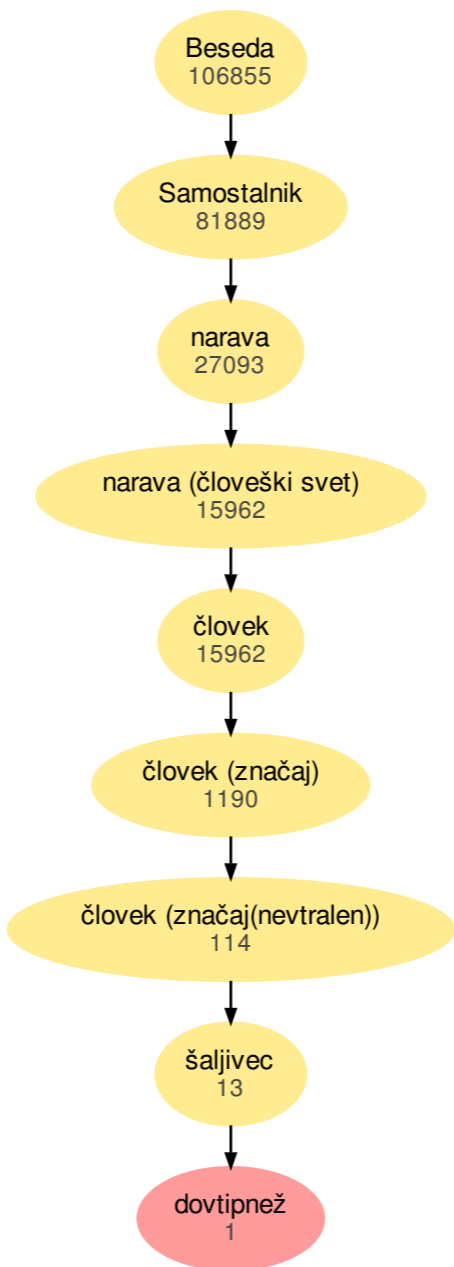 Beseda
106855
Samostalnik
81889
narava
27093
narava (človeški svet)
15962
človek
15962
človek (značaj)
1190
človek (značaj(nevtralen))
114
šaljivec
13
dovtipnež
1